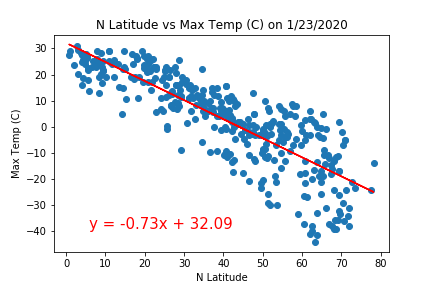 N Latitude vs Max Temp (C) on 1/23/2020
30
20
10
0
−10
−20
−30
−40
Max Temp (C)
y = -0.73x + 32.09
0 10 20 30 40 50 60 70 80
N Latitude